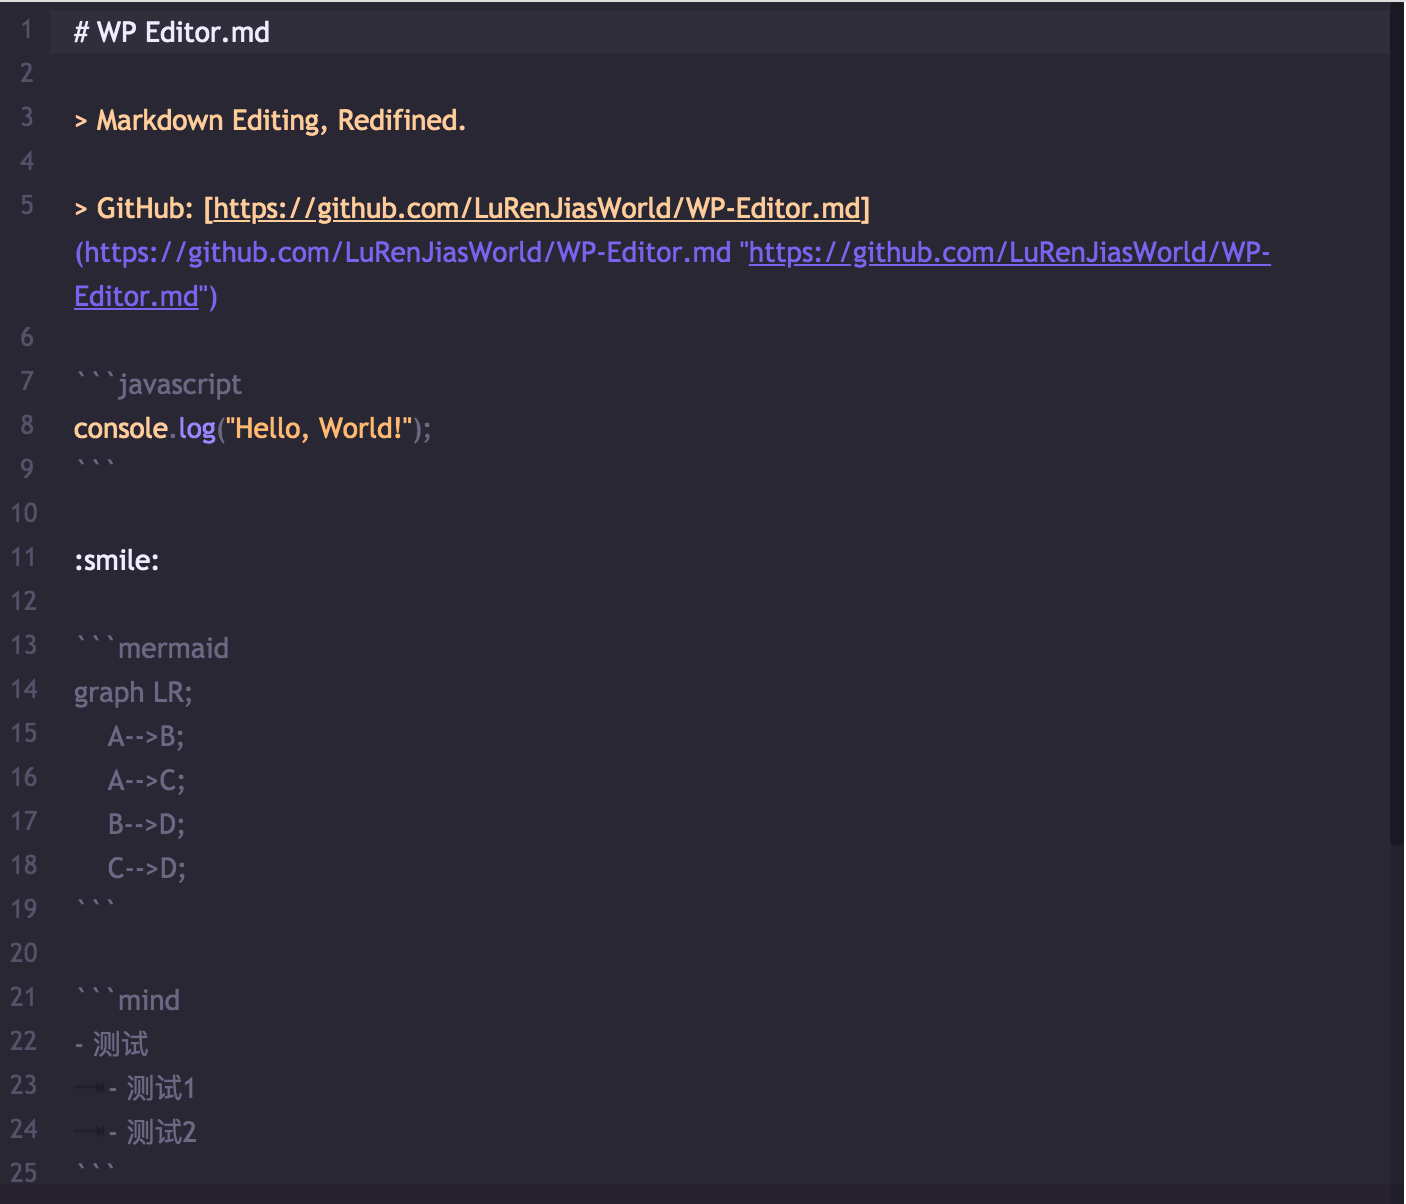 1 # WP Editor.md
2
3 > Markdown Editing, Redifined.
4
5 > GitHub: [https://github.com/LuRenJiasWorld/WP-Editor.md]
(https://github.com/LuRenJiasWorld/WP-Editor.md "https://github.com/LuRenJiasWorld/WP-
Editor.md")
6
7 ```javascript
8 console.log("Hello, World!");
9 ```
10
11 :smile:
12
13 ```mermaid
14 graph LR;
15     A-->B;
16     A-->C;
17     B-->D;
18     C-->D;
19 ```
20
21 ```mind
22 - 测试
23 	- 测试1
24 	- 测试2
25 ```